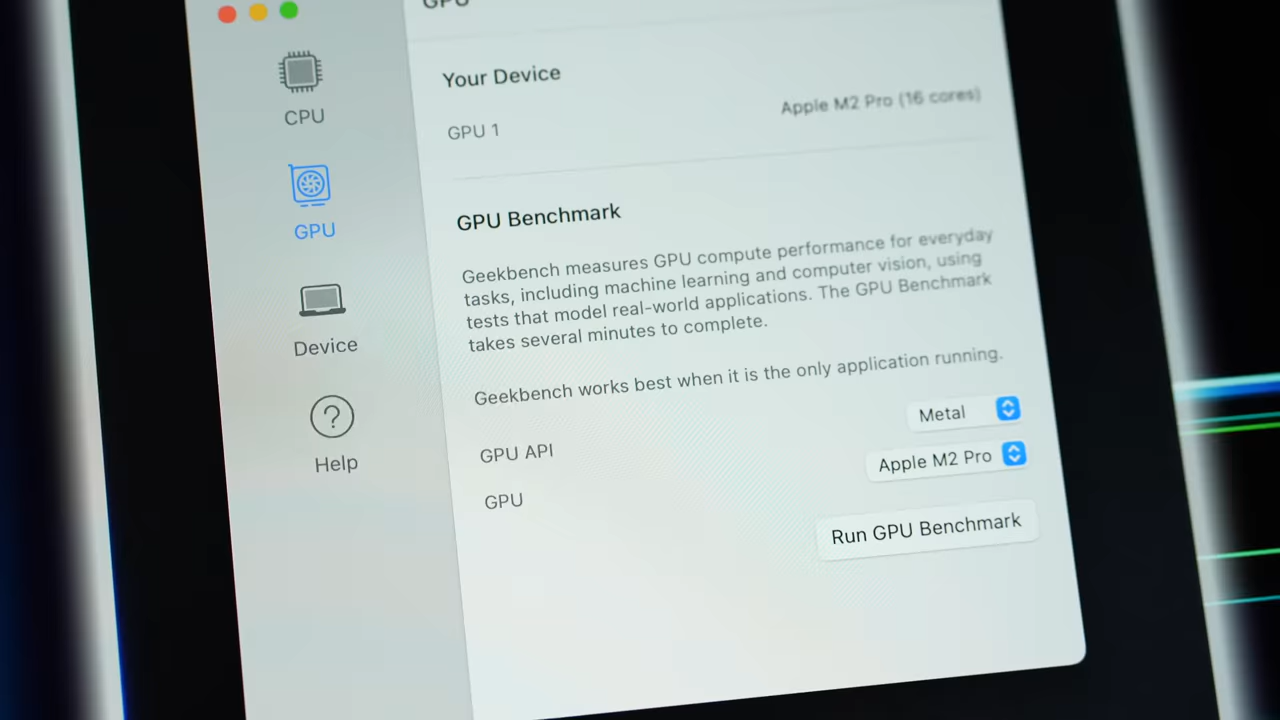 GPU
CPU
GPU
Device
Help
Your Device
GPU 1
Apple M2 Pro (16 cores)
GPU Benchmark
Geekbench measures GPU compute performance for everyday
tasks, including machine learning and computer vision, using
tests that model real-world applications. The GPU Benchmark
takes several minutes to complete.
Geekbench works best when it is the only application running.
GPU API
Metal
GPU
Apple M2 Pro
Run GPU Benchmark